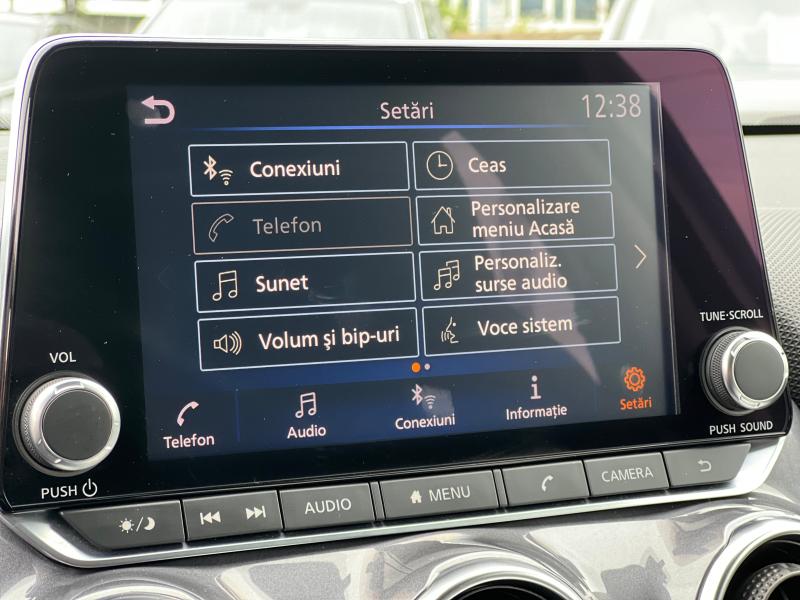 Setări
12:38
Conexiuni
Ceas
Telefon
Personalizare
meniu Acasă
Sunet
Personaliz.
surse audio
Volum și bip-uri
Voce sistem
Telefon
Audio
Conexiuni
Informație
Setări
VOL
PUSH
TUNE·SCROLL
PUSH SOUND
AUDIO
MENU
CAMERA